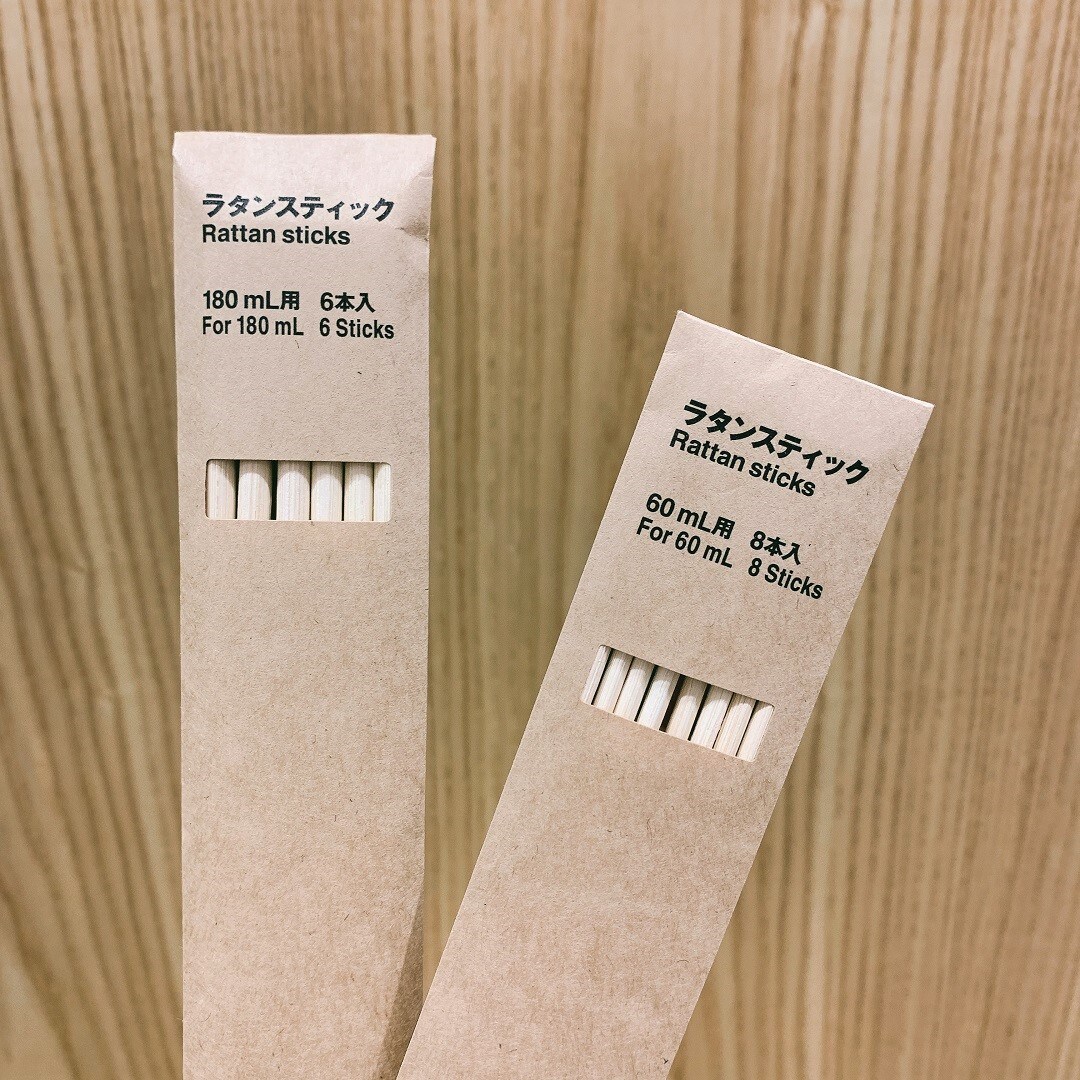 ラタンスティック
Rattan sticks
180 mL用 6本入
For 180 mL 6 Sticks
ラタンスティック
Rattan sticks
60 mL用 8本入
For 60 mL 8 Sticks